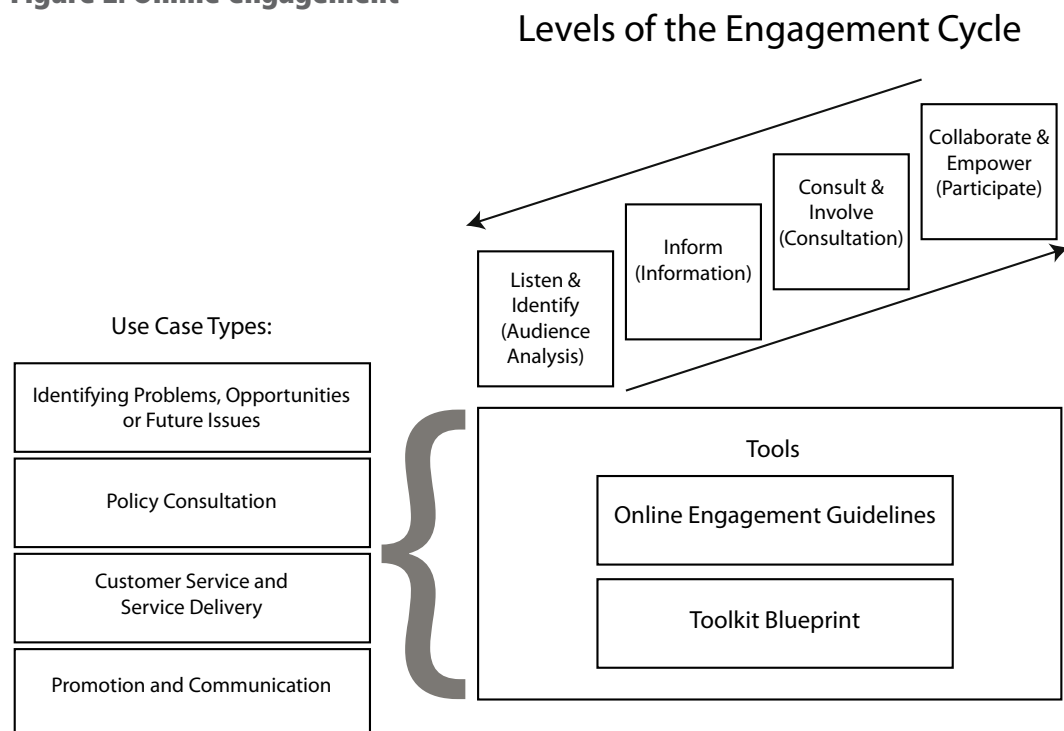 Levels of the Engagement Cycle
Collaborate &
Empower
(Participate)
Consult &
Involve
(Consultation)
Inform
(Information)
Listen &
Identify
(Audience
Analysis)
Use Case Types:
Identifying Problems, Opportunities
or Future Issues
Policy Consultation
Customer Service and
Service Delivery
Promotion and Communication
Tools
Online Engagement Guidelines
Toolkit Blueprint